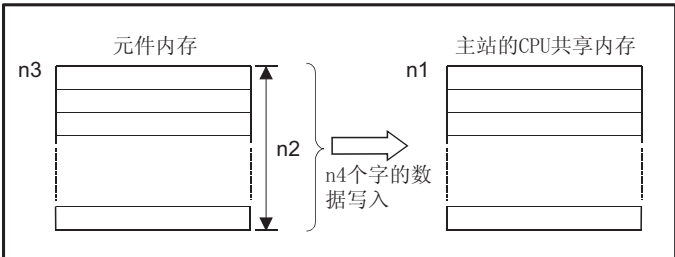 元件内存
主站的CPU共享内存
n3
n1
n2
n4个字的数
据写入